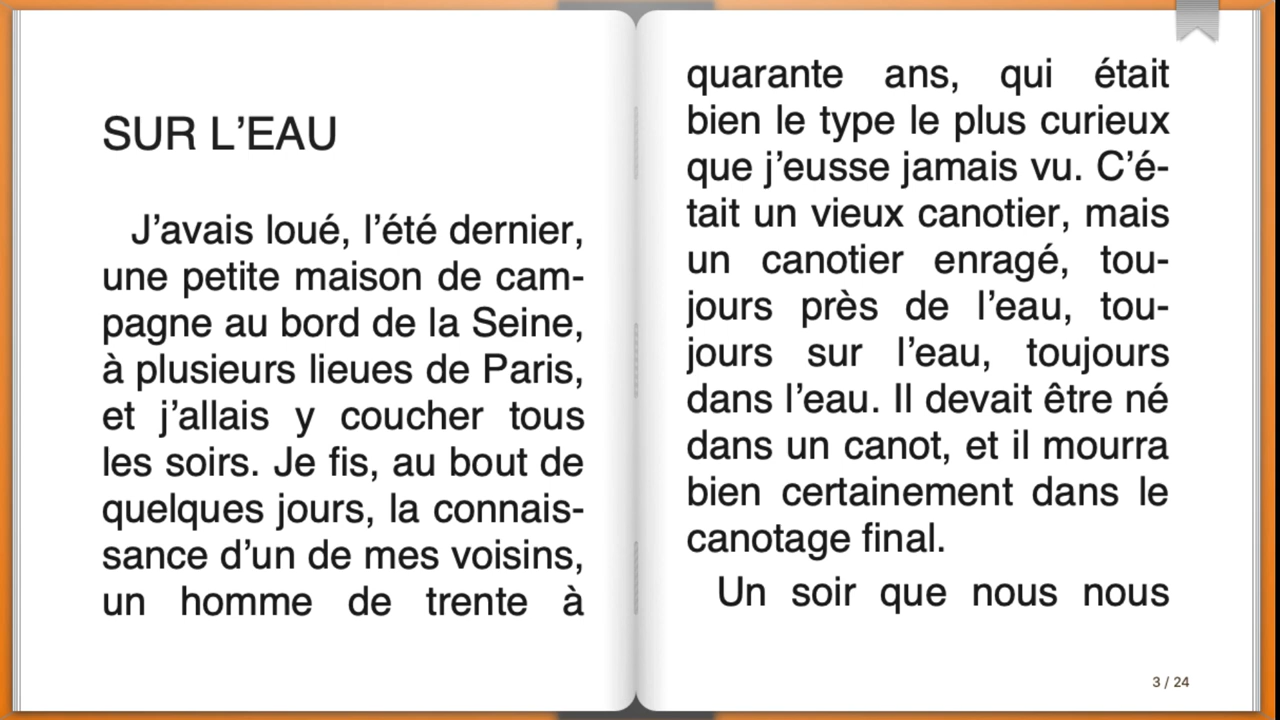 SUR L’EAU
J’avais loué, l’été dernier,
une petite maison de cam-
pagne au bord de la Seine,
à plusieurs lieues de Paris,
et j’allais y coucher tous
les soirs. Je fis, au bout de
quelques jours, la connais-
sance d’un de mes voisins,
un homme de trente à
quarante ans, qui était
bien le type le plus curieux
que j’eusse jamais vu. C’é-
tait un vieux canotier, mais
un canotier enragé, tou-
jours près de l’eau, tou-
jours sur l’eau, toujours
dans l’eau. Il devait être né
dans un canot, et il mourra
bien certainement dans le
canotage final.
Un soir que nous nous
3 / 24